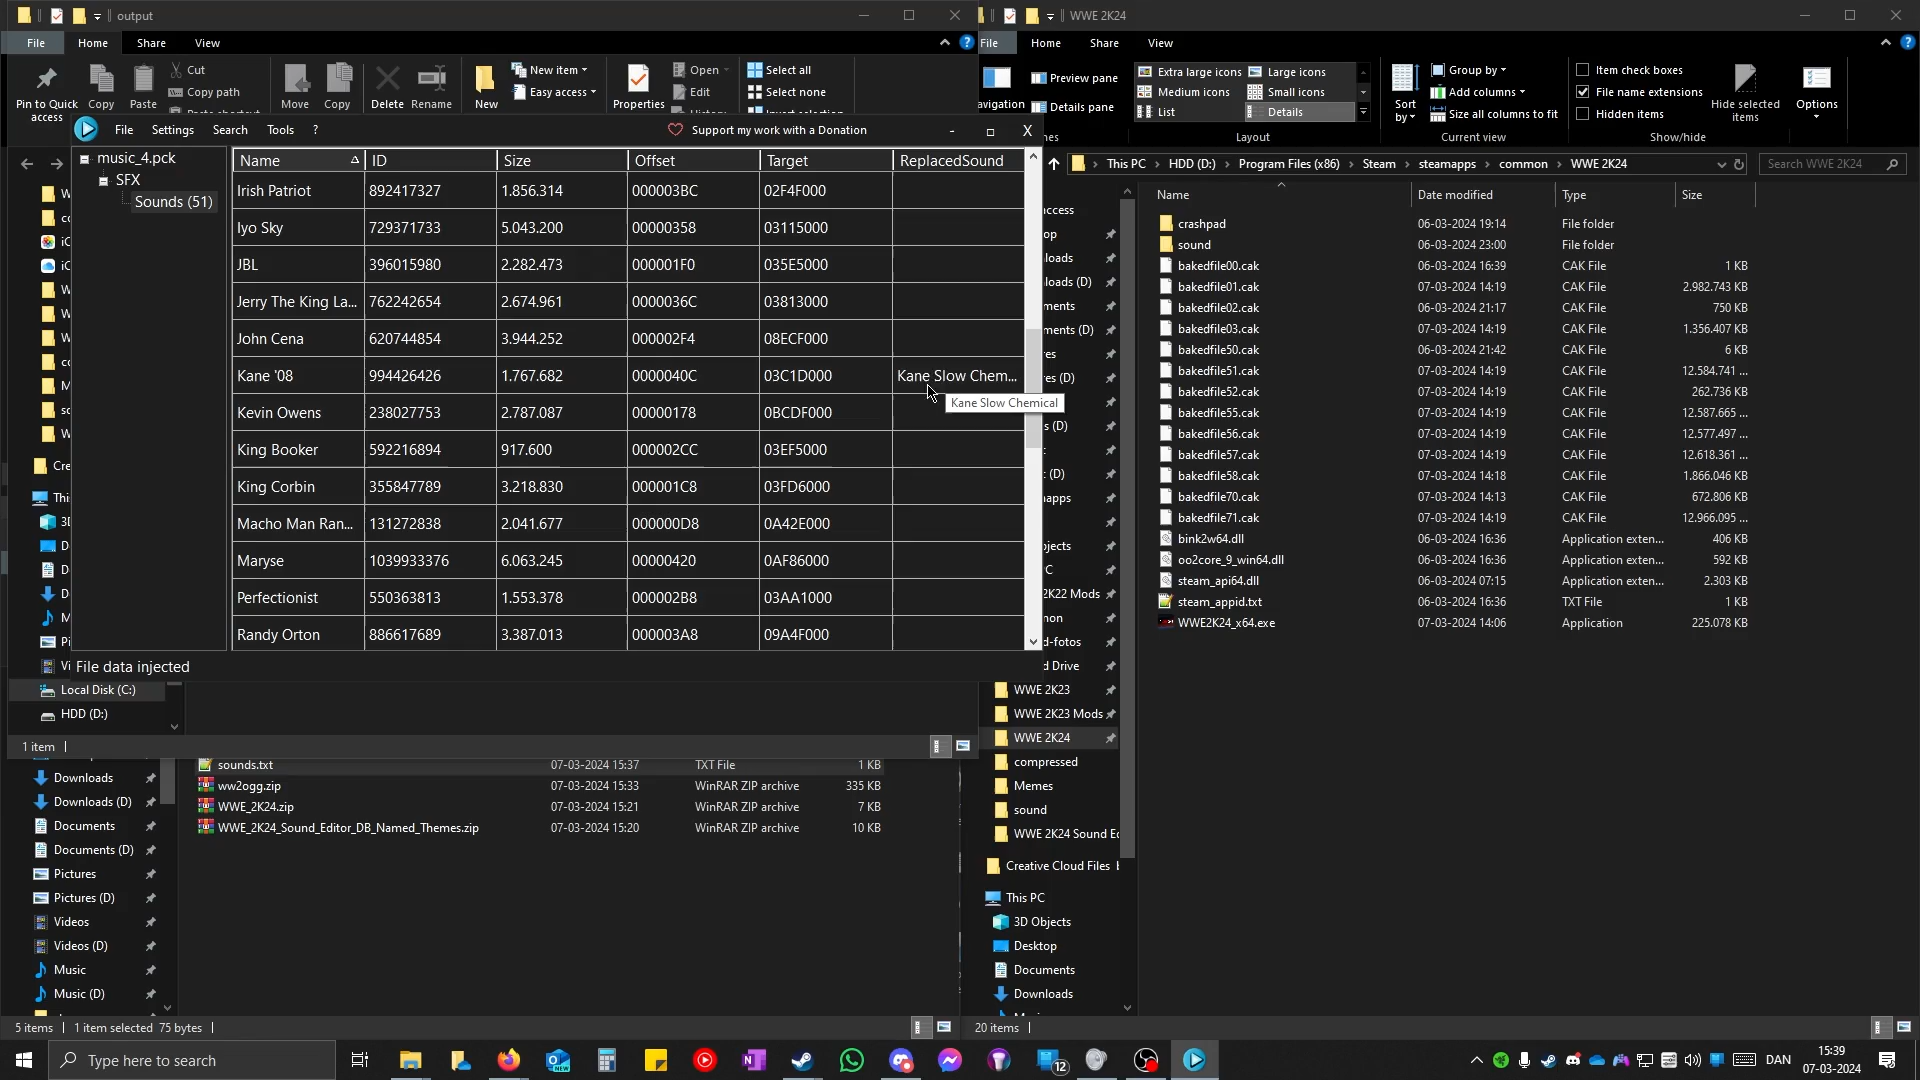 output
File
Home
Share
View
Pin to Quick access
Copy
Paste
Cut
Copy path
Move
Copy
Delete
Rename
New
New item
Easy access
Properties
Open
Edit
Select all
Select none
WWE 2K24
File
Home
Share
View
Preview pane
Details pane
Extra large icons
Large icons
Medium icons
Small icons
List
Details
Layout
Sort by
Group by
Add columns
Size all columns to fit
Current view
Item check boxes
File name extensions
Hidden items
Hide selected items
Show/hide
Options
File
Settings
Search
Tools
?
Support my work with a Donation
X
music_4.pck
SFX
Sounds (51)
Name ID Size Offset Target ReplacedSound
Irish Patriot 892417327 1.856.314 000003BC 02F4F000
Iyo Sky 729371733 5.043.200 00000358 03115000
JBL 396015980 2.282.473 000001F0 035E5000
Jerry The King La... 762242654 2.674.961 0000036C 03813000
John Cena 620744854 3.944.252 000002F4 08ECF000
Kane '08 994426426 1.767.682 0000040C 03C1D000 Kane Slow Chem...
Kane Slow Chemical
Kevin Owens 238027753 2.787.087 00000178 0BCDF000
King Booker 592216894 917.600 000002CC 03EF5000
King Corbin 355847789 3.218.830 000001C8 03FD6000
Macho Man Ran... 131272838 2.041.677 000000D8 0A42E000
Maryse 1039933376 6.063.245 00000420 0AF86000
Perfectionist 550363813 1.553.378 000002B8 03AA1000
Randy Orton 886617689 3.387.013 000003A8 09A4F000
File data injected
Local Disk (C:)
HDD (D:)
1 item
sounds.txt 07-03-2024 15:37 TXT File 1 KB
ww2ogg.zip 07-03-2024 15:33 WinRAR ZIP archive 335 KB
WWE_2K24.zip 07-03-2024 15:21 WinRAR ZIP archive 7 KB
WWE_2K24_Sound_Editor_DB_Named_Themes.zip 07-03-2024 15:20 WinRAR ZIP archive 10 KB
Downloads
Downloads (D)
Documents
Documents (D)
Pictures
Pictures (D)
Videos
Videos (D)
Music
Music (D)
5 items
1 item selected 75 bytes
This PC
HDD (D:)
Program Files (x86)
Steam
steamapps
common
WWE 2K24
Search WWE 2K24
Name Date modified Type Size
crashpad 06-03-2024 19:14 File folder
sound 06-03-2024 23:00 File folder
bakedfile00.cak 06-03-2024 16:39 CAK File 1 KB
bakedfile01.cak 07-03-2024 14:19 CAK File 2.982.743 KB
bakedfile02.cak 06-03-2024 21:17 CAK File 750 KB
bakedfile03.cak 07-03-2024 14:19 CAK File 1.356.407 KB
bakedfile50.cak 06-03-2024 21:42 CAK File 6 KB
bakedfile51.cak 07-03-2024 14:19 CAK File 12.584.741 ...
bakedfile52.cak 07-03-2024 14:19 CAK File 262.736 KB
bakedfile55.cak 07-03-2024 14:19 CAK File 12.587.665 ...
bakedfile56.cak 07-03-2024 14:19 CAK File 12.577.497 ...
bakedfile57.cak 07-03-2024 14:19 CAK File 12.618.361 ...
bakedfile58.cak 07-03-2024 14:18 CAK File 1.866.046 KB
bakedfile70.cak 07-03-2024 14:13 CAK File 672.806 KB
bakedfile71.cak 07-03-2024 14:19 CAK File 12.966.095 ...
bink2w64.dll 06-03-2024 16:36 Application exten... 406 KB
oo2core_9_win64.dll 06-03-2024 16:36 Application exten... 592 KB
steam_api64.dll 06-03-2024 07:15 Application exten... 2.303 KB
steam_appid.txt 06-03-2024 16:36 TXT File 1 KB
WWE2K24_x64.exe 07-03-2024 14:06 Application 225.078 KB
WWE 2K23
WWE 2K23 Mods
WWE 2K24
compressed
Memes
sound
WWE 2K24 Sound Ed
Creative Cloud Files
This PC
3D Objects
Desktop
Documents
Downloads
20 items
Type here to search
12
DAN
15:39
07-03-2024